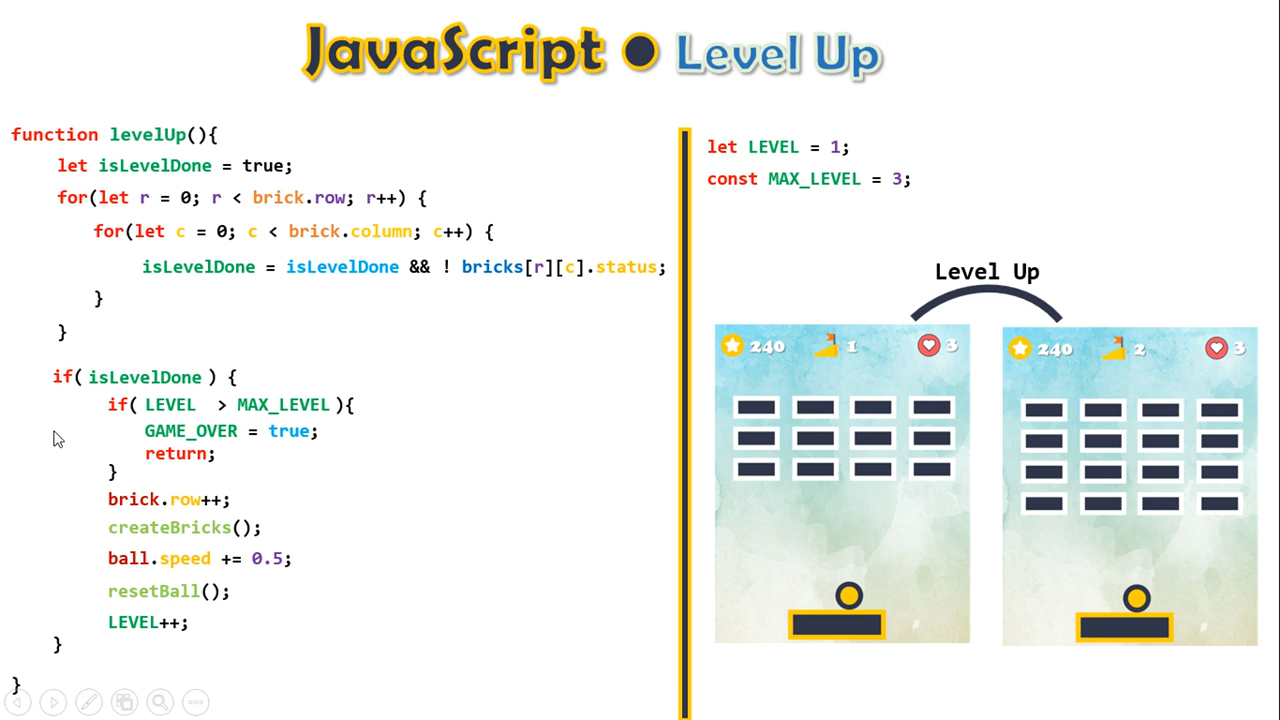 JavaScript ● Level Up
function levelUp(){
let isLevelDone = true;
for(let r = 0; r < brick.row; r++) {
for(let c = 0; c < brick.column; c++) {
isLevelDone = isLevelDone && ! bricks[r][c].status;
}
}
if( isLevelDone ) {
if( LEVEL > MAX_LEVEL ){
GAME_OVER = true;
return;
}
brick.row++;
createBricks();
ball.speed += 0.5;
resetBall();
LEVEL++;
}
}
let LEVEL = 1;
const MAX_LEVEL = 3;
Level Up
240 1 3
240 2 3